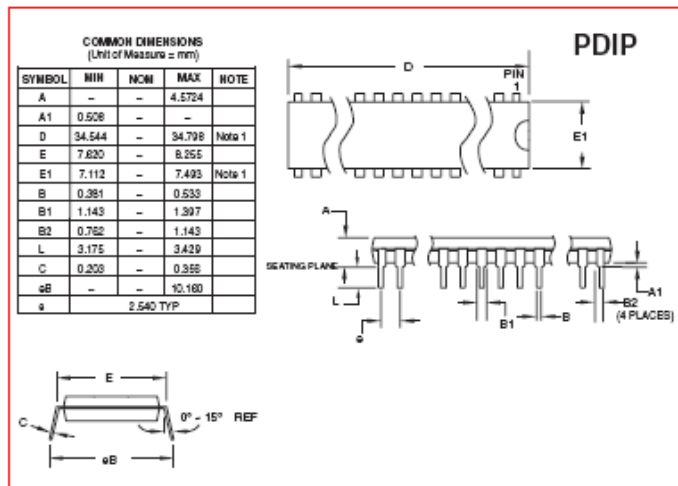 COMMON DIMENSIONS
(Unit of Measure = mm)
SYMBOL MIN NOM MAX NOTE
A – – 4.5724
A1 0.508 – –
D 34.544 – 34.798 Note 1
E 7.620 – 8.255
E1 7.112 – 7.493 Note 1
B 0.381 – 0.533
B1 1.143 – 1.397
B2 0.762 – 1.143
L 3.175 – 3.429
C 0.203 – 0.356
eB – – 10.160
e 2.540 TYP
PDIP
D
PIN
1
E1
A
SEATING PLANE
L
e
B1
B
A1
B2
(4 PLACES)
E
C
0º ~ 15º REF
eB